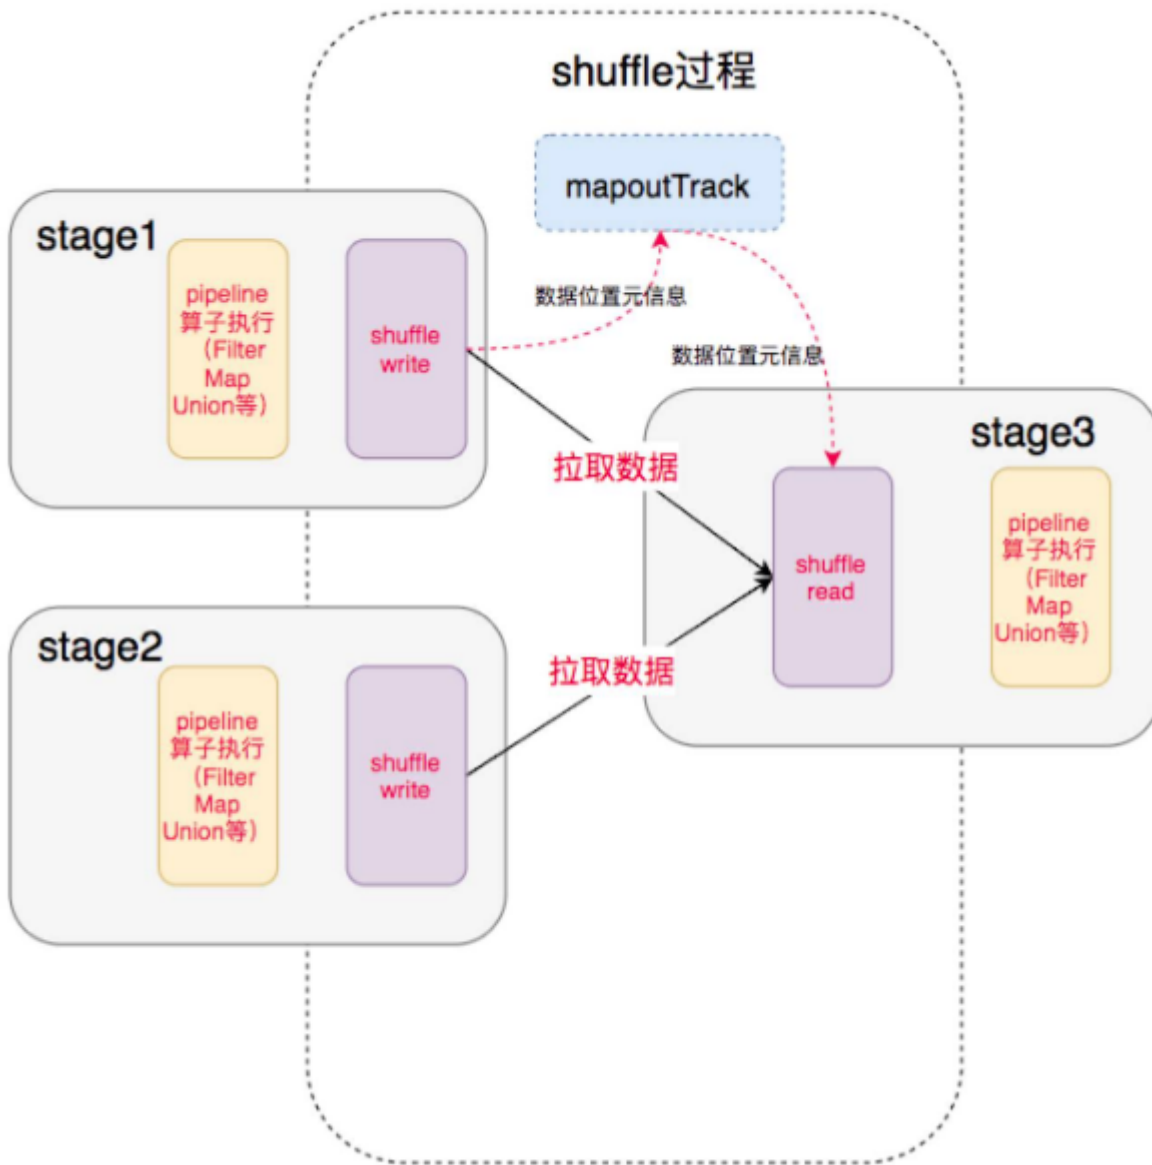 shuffle过程
mapoutTrack
stage1
pipeline
算子执行
（Filter
Map
Union等）
shuffle
write
数据位置元信息
数据位置元信息
拉取数据
stage3
shuffle
read
pipeline
算子执行
（Filter
Map
Union等）
stage2
pipeline
算子执行
（Filter
Map
Union等）
shuffle
write
拉取数据